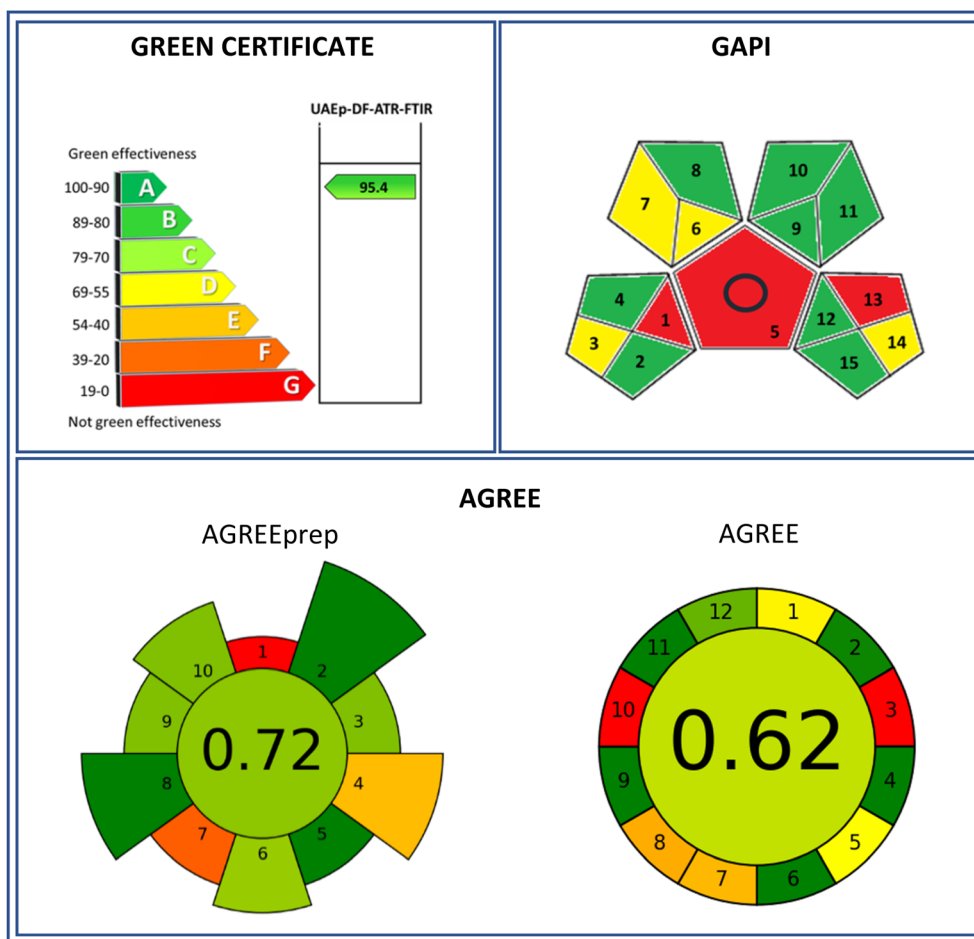 GREEN CERTIFICATE
UAEp-DF-ATR-FTIR
Green effectiveness
100-90 A 95.4
89-80 B
79-70 C
69-55 D
54-40 E
39-20 F
19-0 G
Not green effectiveness
GAPI
8
10
7
11
6
9
4
13
1
12
5
3
14
2
15
AGREE
AGREEprep
1
2
3
4
5
6
7
8
9
10
0.72
AGREE
1
2
3
4
5
6
7
8
9
10
11
12
0.62